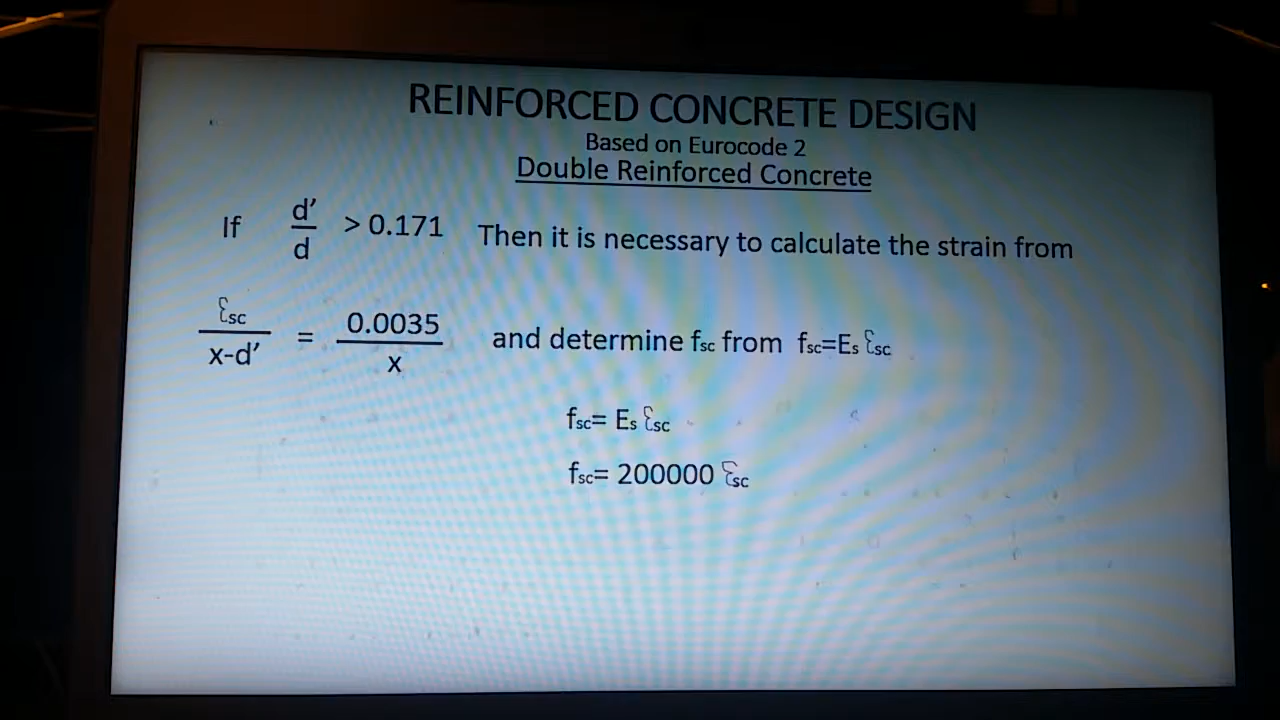 REINFORCED CONCRETE DESIGN
Based on Eurocode 2
Double Reinforced Concrete
If d'/d > 0.171 Then it is necessary to calculate the strain from
εsc/x-d' = 0.0035/x and determine fsc from fsc=Es εsc
fsc= Es εsc
fsc= 200000 εsc